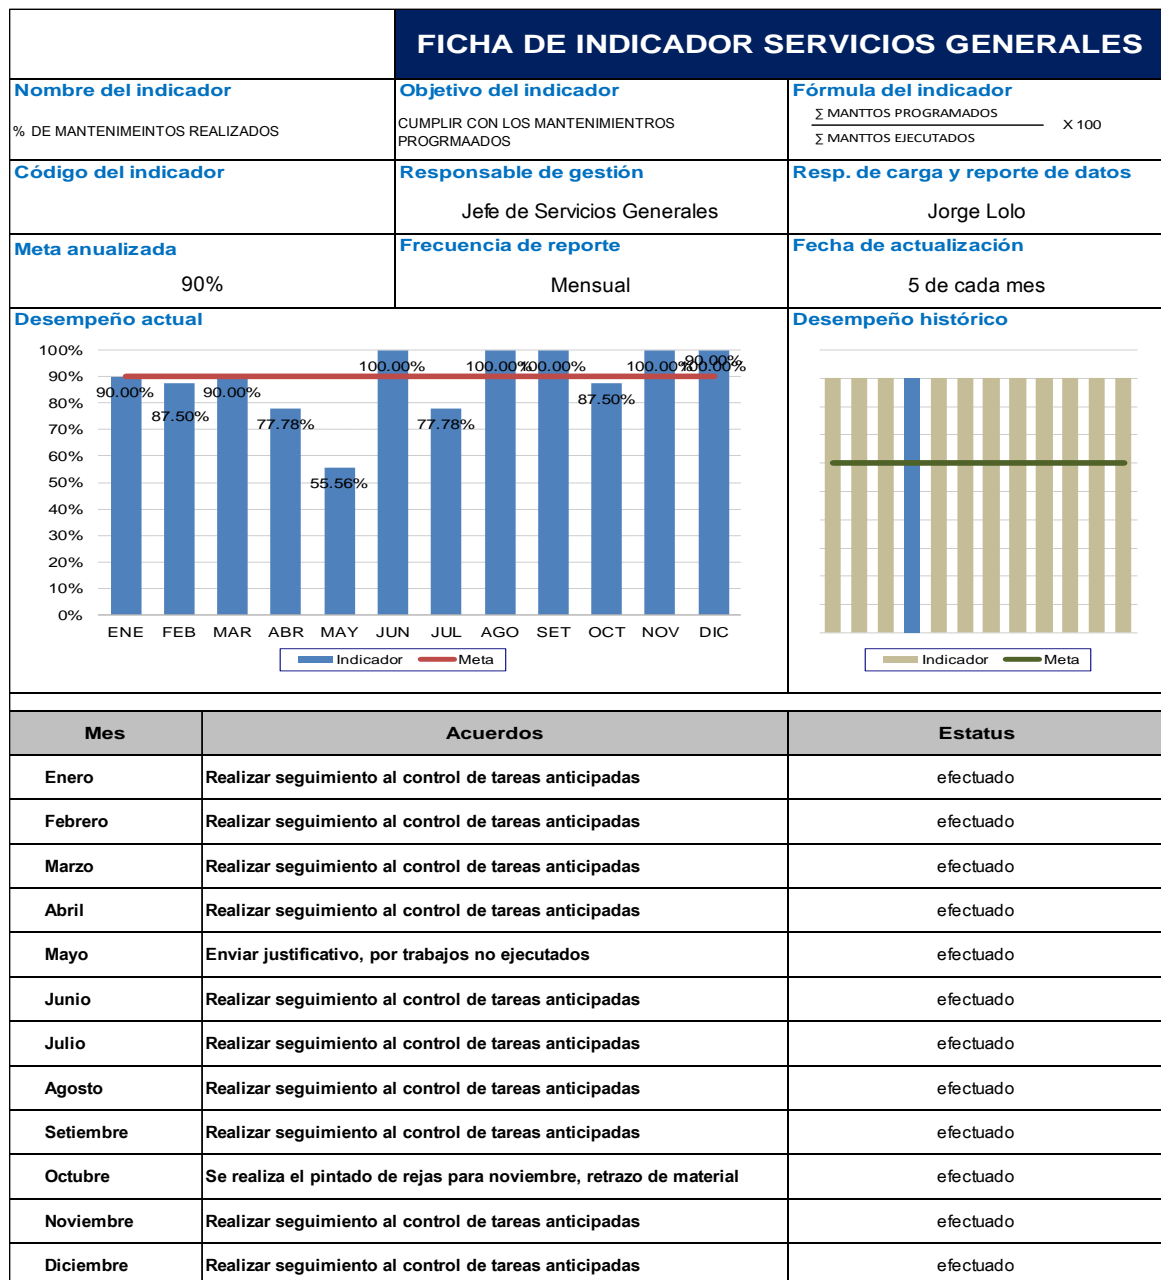 FICHA DE INDICADOR SERVICIOS GENERALES
Nombre del indicador
% DE MANTENIMEINTOS REALIZADOS
Objetivo del indicador
CUMPLIR CON LOS MANTENIMIENTROS
PROGRMAADOS
Fórmula del indicador
∑ MANTTOS PROGRAMADOS
∑ MANTTOS EJECUTADOS
X 100
Código del indicador
Responsable de gestión
Jefe de Servicios Generales
Resp. de carga y reporte de datos
Jorge Lolo
Meta anualizada
90%
Frecuencia de reporte
Mensual
Fecha de actualización
5 de cada mes
Desempeño actual
100%
90%
80%
70%
60%
50%
40%
30%
20%
10%
0%
90.00%
87.50%
90.00%
77.78%
55.56%
100.00%
77.78%
100.00%
100.00%
87.50%
100.00%
90.00%
100.00%
ENE FEB MAR ABR MAY JUN JUL AGO SET OCT NOV DIC
Indicador Meta
Desempeño histórico
Indicador Meta
Mes Acuerdos Estatus
Enero Realizar seguimiento al control de tareas anticipadas efectuado
Febrero Realizar seguimiento al control de tareas anticipadas efectuado
Marzo Realizar seguimiento al control de tareas anticipadas efectuado
Abril Realizar seguimiento al control de tareas anticipadas efectuado
Mayo Enviar justificativo, por trabajos no ejecutados efectuado
Junio Realizar seguimiento al control de tareas anticipadas efectuado
Julio Realizar seguimiento al control de tareas anticipadas efectuado
Agosto Realizar seguimiento al control de tareas anticipadas efectuado
Setiembre Realizar seguimiento al control de tareas anticipadas efectuado
Octubre Se realiza el pintado de rejas para noviembre, retrazo de material efectuado
Noviembre Realizar seguimiento al control de tareas anticipadas efectuado
Diciembre Realizar seguimiento al control de tareas anticipadas efectuado